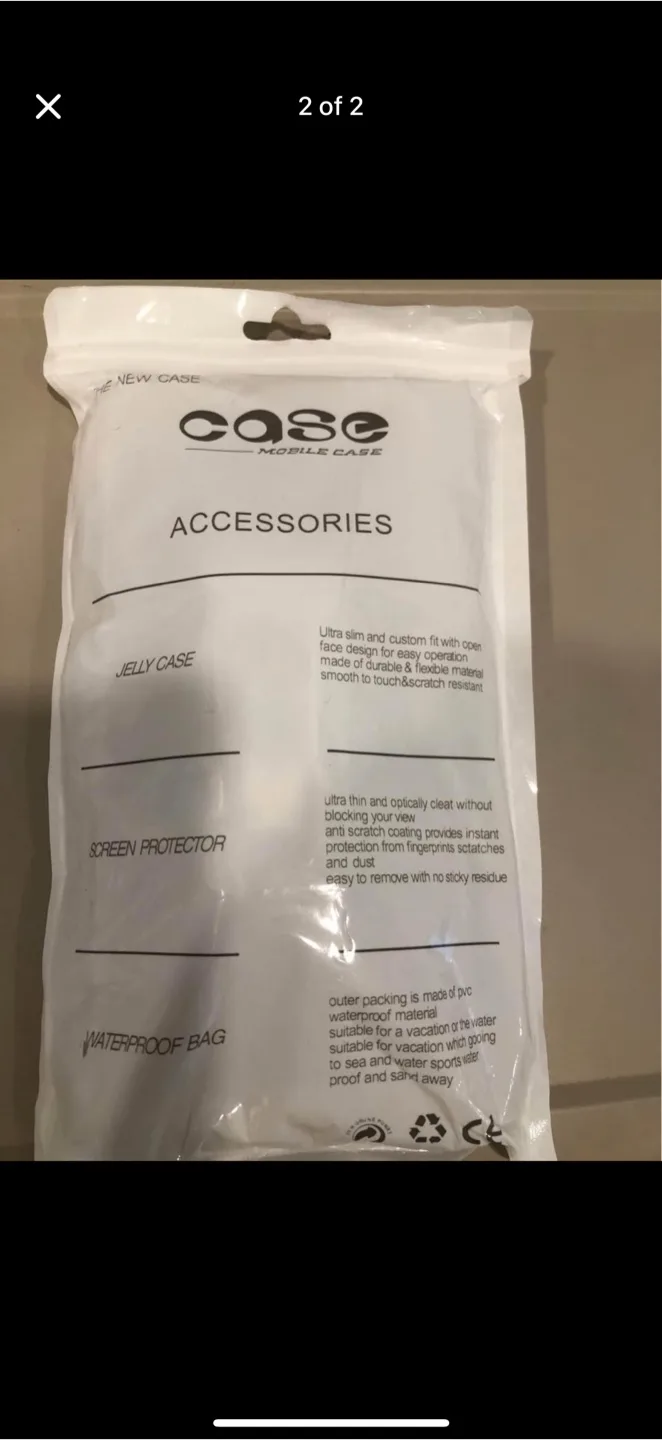 2 of 2
THE NEW CASE
case
MOBILE CASE
ACCESSORIES
JELLY CASE
Ultra slim and custom fit with open
face design for easy operation
made of durable & flexible material
smooth to touch&scratch resistant
SCREEN PROTECTOR
ultra thin and optically cleat without
blocking your view
anti scratch coating provides instant
protection from fingerprints sctatches
and dust
easy to remove with no sticky residue
WATERPROOF BAG
outer packing is made of pvc
waterproof material
suitable for a vacation or the water
suitable for vacation which gooing
to sea and water sports water
proof and sand away
CE